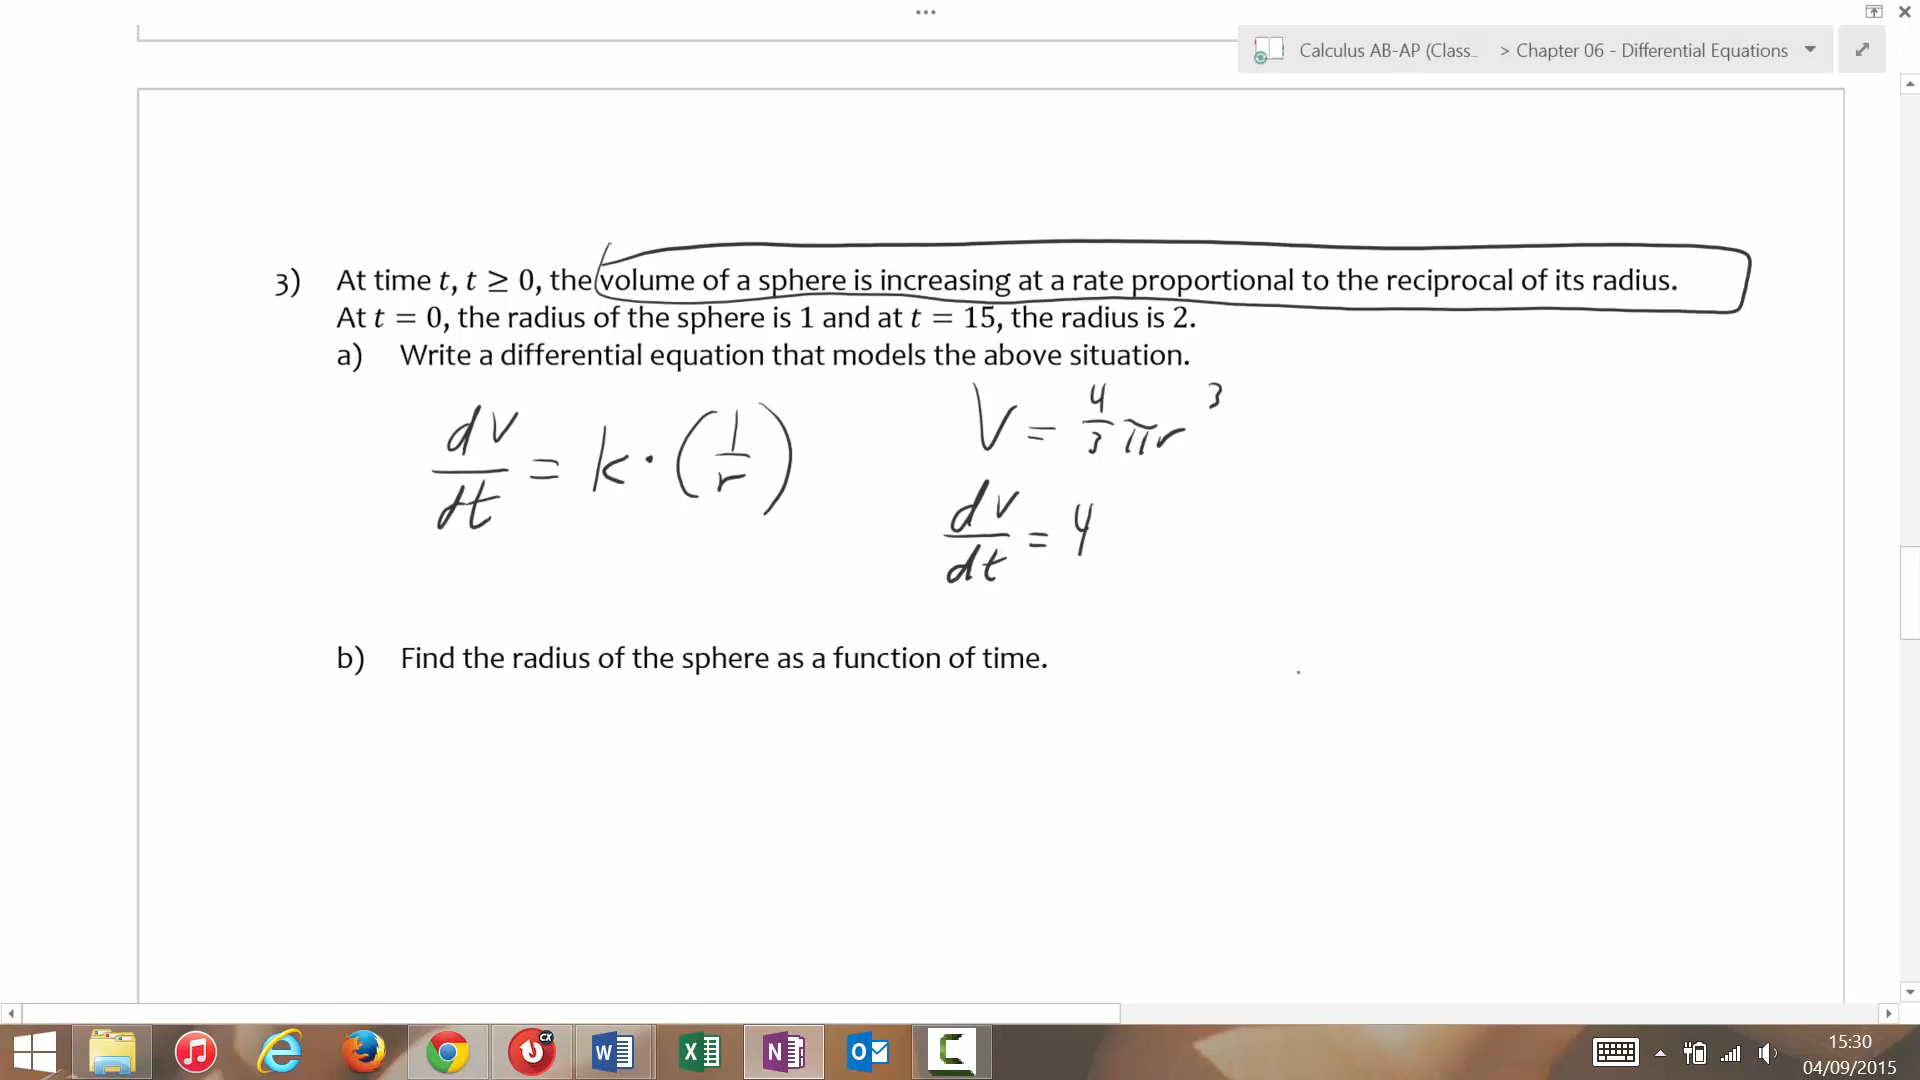 ...
Calculus AB-AP (Class.. > Chapter 06 - Differential Equations
3) At time t, t ≥ 0, the volume of a sphere is increasing at a rate proportional to the reciprocal of its radius.
At t = 0, the radius of the sphere is 1 and at t = 15, the radius is 2.
a) Write a differential equation that models the above situation.
dv/dt = k · (1/r)
V = 4/3 πr³
dv/dt = 4
b) Find the radius of the sphere as a function of time.
15:30
04/09/2015